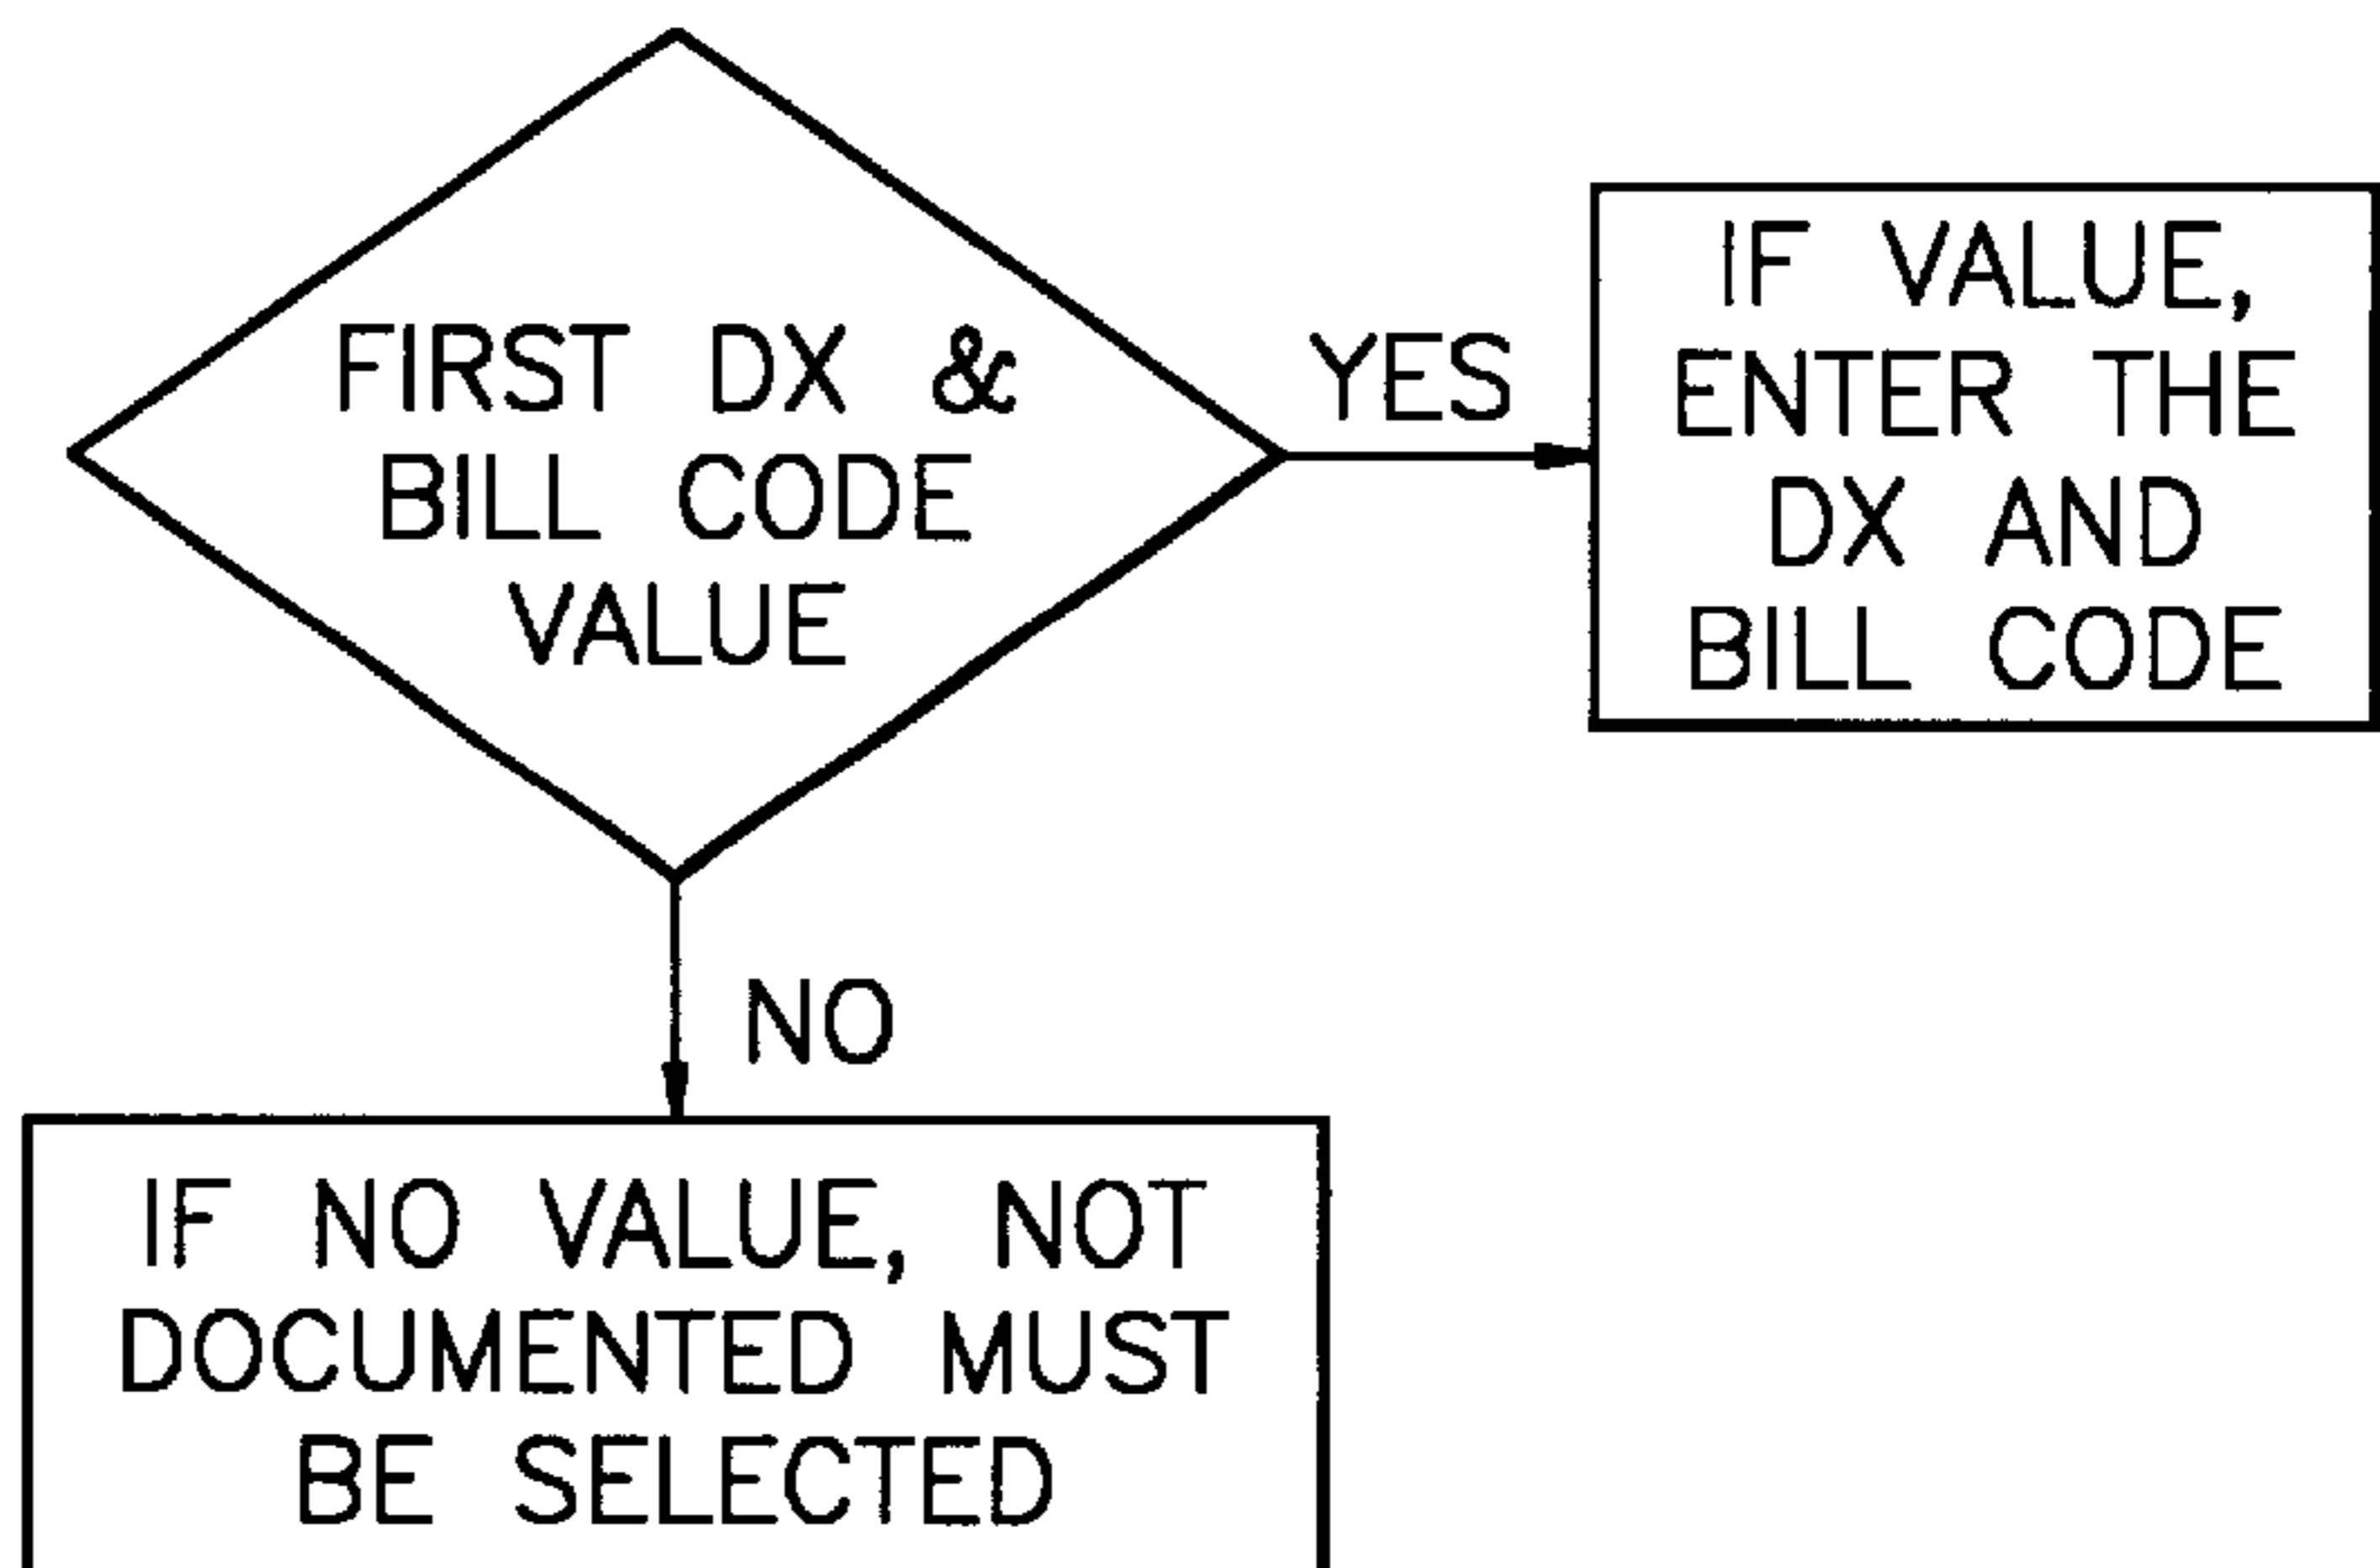 FIRST DX &
BILL CODE
VALUE
YES
IF VALUE,
ENTER THE
DX AND
BILL CODE
NO
IF NO VALUE, NOT
DOCUMENTED MUST
BE SELECTED